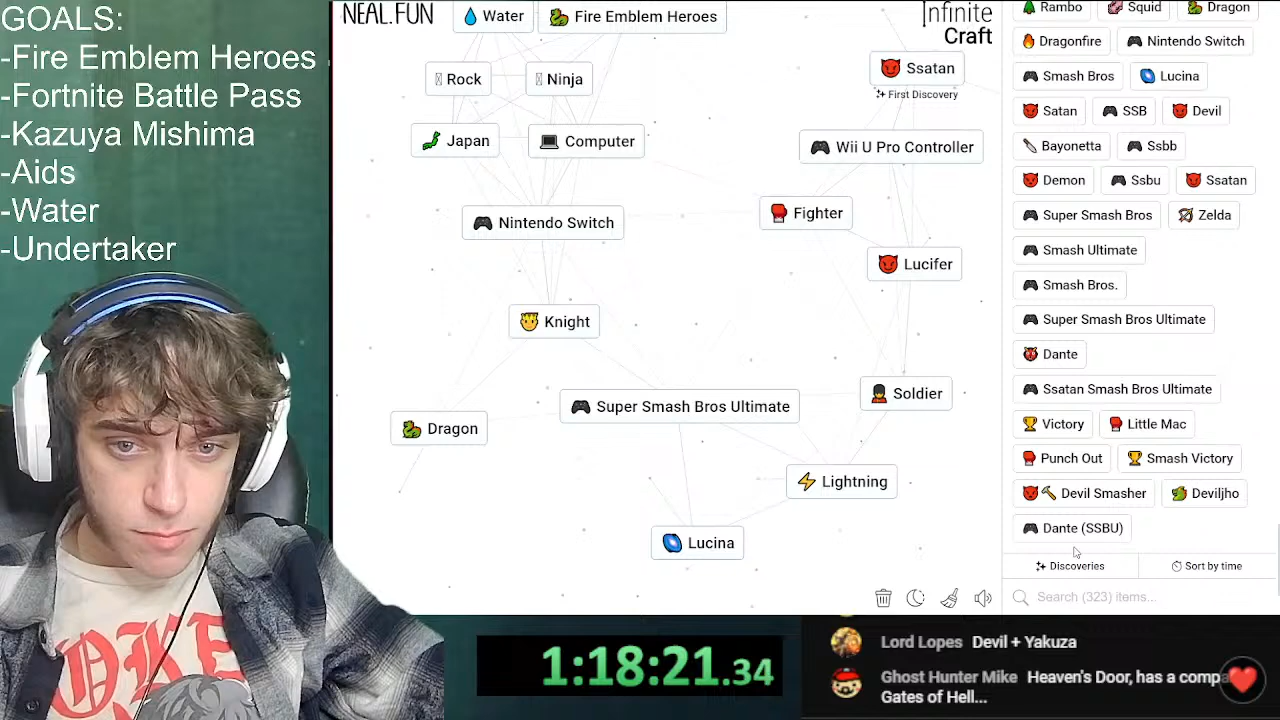 GOALS:
-Fire Emblem Heroes
-Fortnite Battle Pass
-Kazuya Mishima
-Aids
-Water
-Undertaker
NEAL.FUN
Water
Fire Emblem Heroes
Infinite
Craft
Rock
Ninja
Ssatan
First Discovery
Japan
Computer
Wii U Pro Controller
Nintendo Switch
Fighter
Lucifer
Knight
Super Smash Bros Ultimate
Soldier
Dragon
Lightning
Lucina
Rambo
Squid
Dragon
Dragonfire
Nintendo Switch
Smash Bros
Lucina
Satan
SSB
Devil
Bayonetta
Ssbb
Demon
Ssbu
Ssatan
Super Smash Bros
Zelda
Smash Ultimate
Smash Bros.
Super Smash Bros Ultimate
Dante
Ssatan Smash Bros Ultimate
Victory
Little Mac
Punch Out
Smash Victory
Devil Smasher
Deviljho
Dante (SSBU)
Discoveries
Sort by time
Search (323) items...
1:18:21.34
Lord Lopes Devil + Yakuza
Ghost Hunter Mike Heaven's Door, has a compa
Gates of Hell...